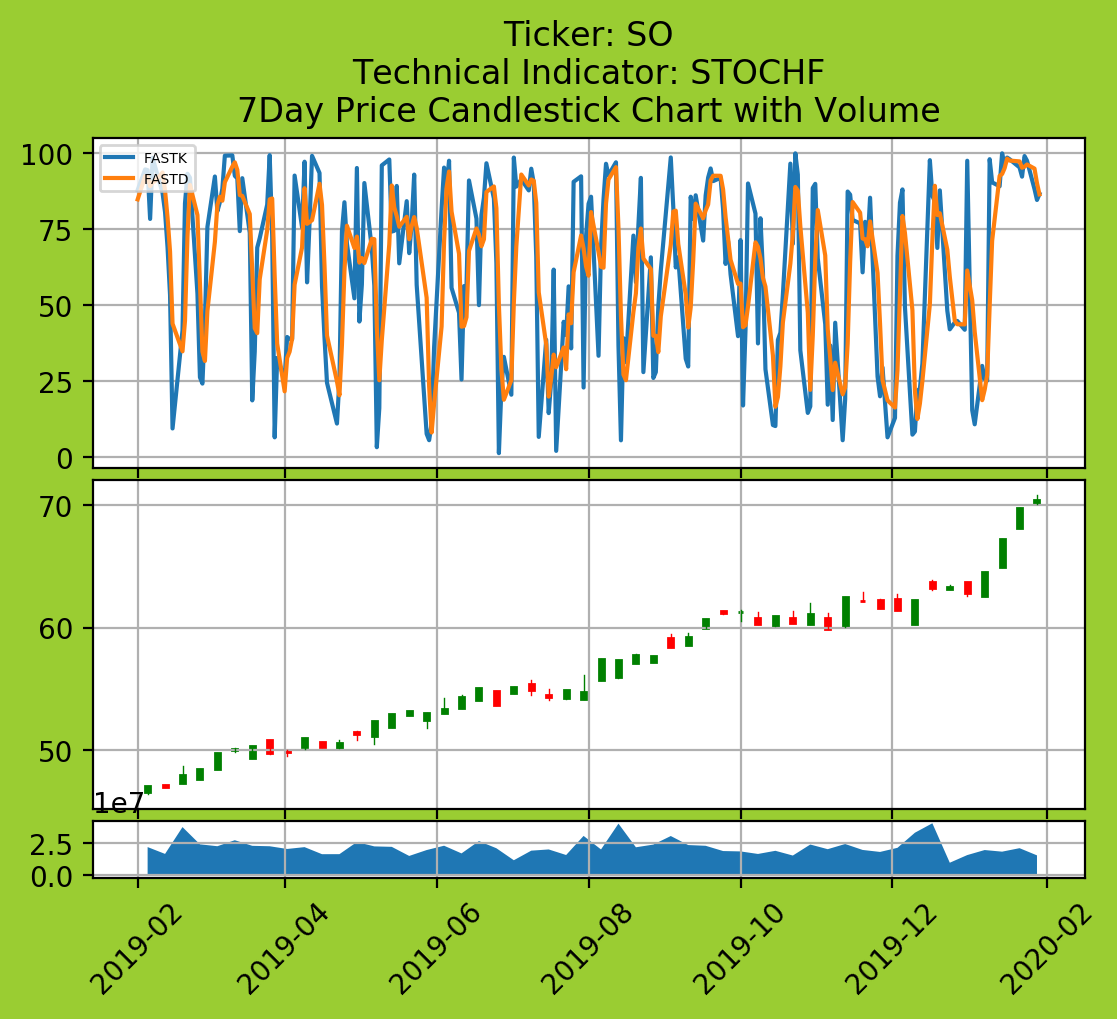 Ticker: SO
Technical Indicator: STOCHF
7Day Price Candlestick Chart with Volume
100
75
50
25
0
FASTK
FASTD
70
60
50
1e7
2.5
0.0
2019-02
2019-04
2019-06
2019-08
2019-10
2019-12
2020-02